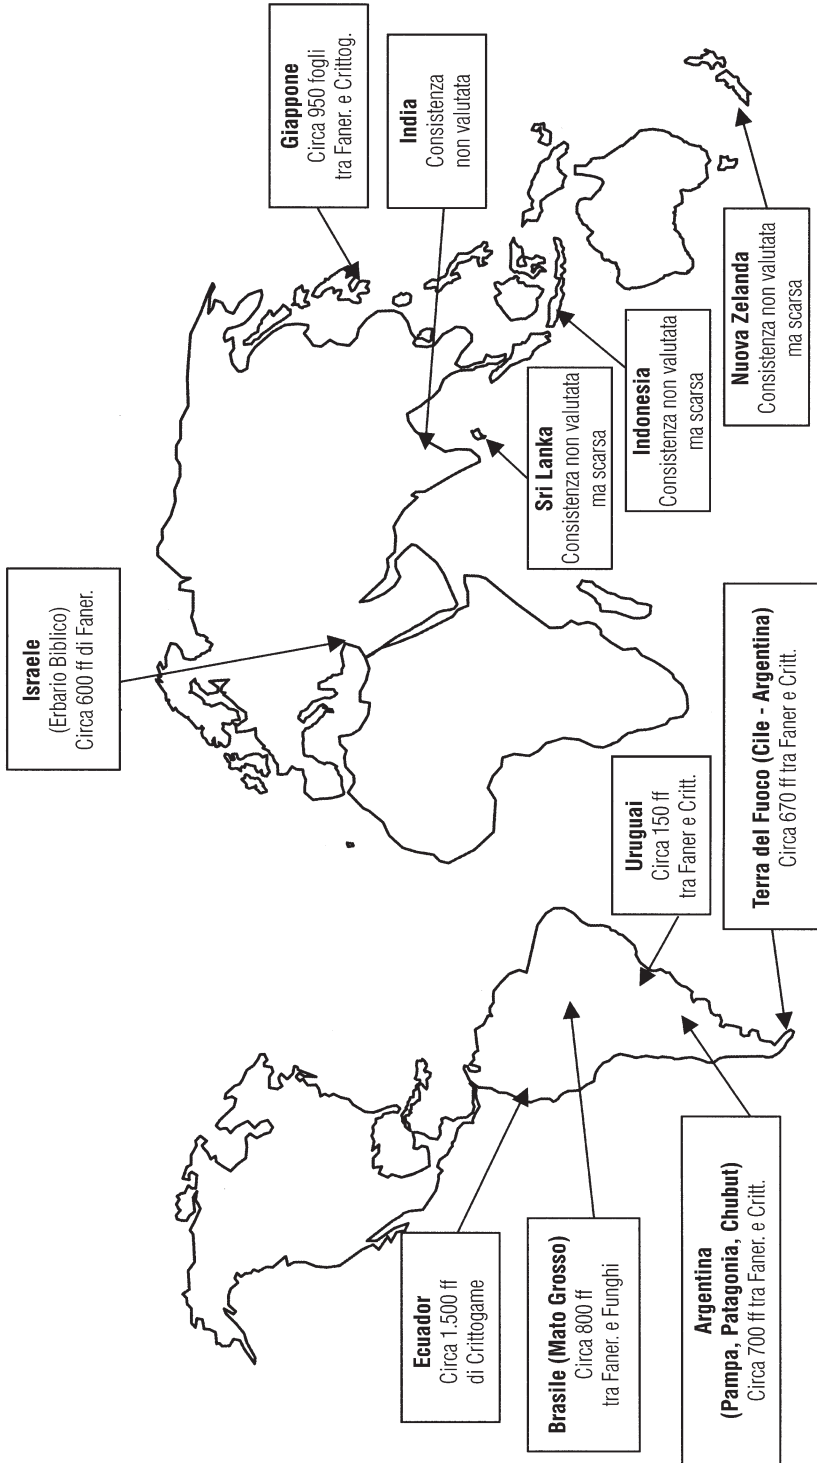 Israele
(Erbario Biblico)
Circa 600 ff di Faner.
Giappone
Circa 950 fogli
tra Faner. e Crittog.
India
Consistenza
non valutata
Ecuador
Circa 1.500 ff
di Crittogame
Brasile (Mato Grosso)
Circa 800 ff
tra Faner. e Funghi
Argentina
(Pampa, Patagonia, Chubut)
Circa 700 ff tra Faner. e Critt.
Uruguai
Circa 150 ff
tra Faner e Critt.
Terra del Fuoco (Cile - Argentina)
Circa 670 ff tra Faner e Critt.
Sri Lanka
Consistenza non valutata
ma scarsa
Indonesia
Consistenza non valutata
ma scarsa
Nuova Zelanda
Consistenza non valutata
ma scarsa